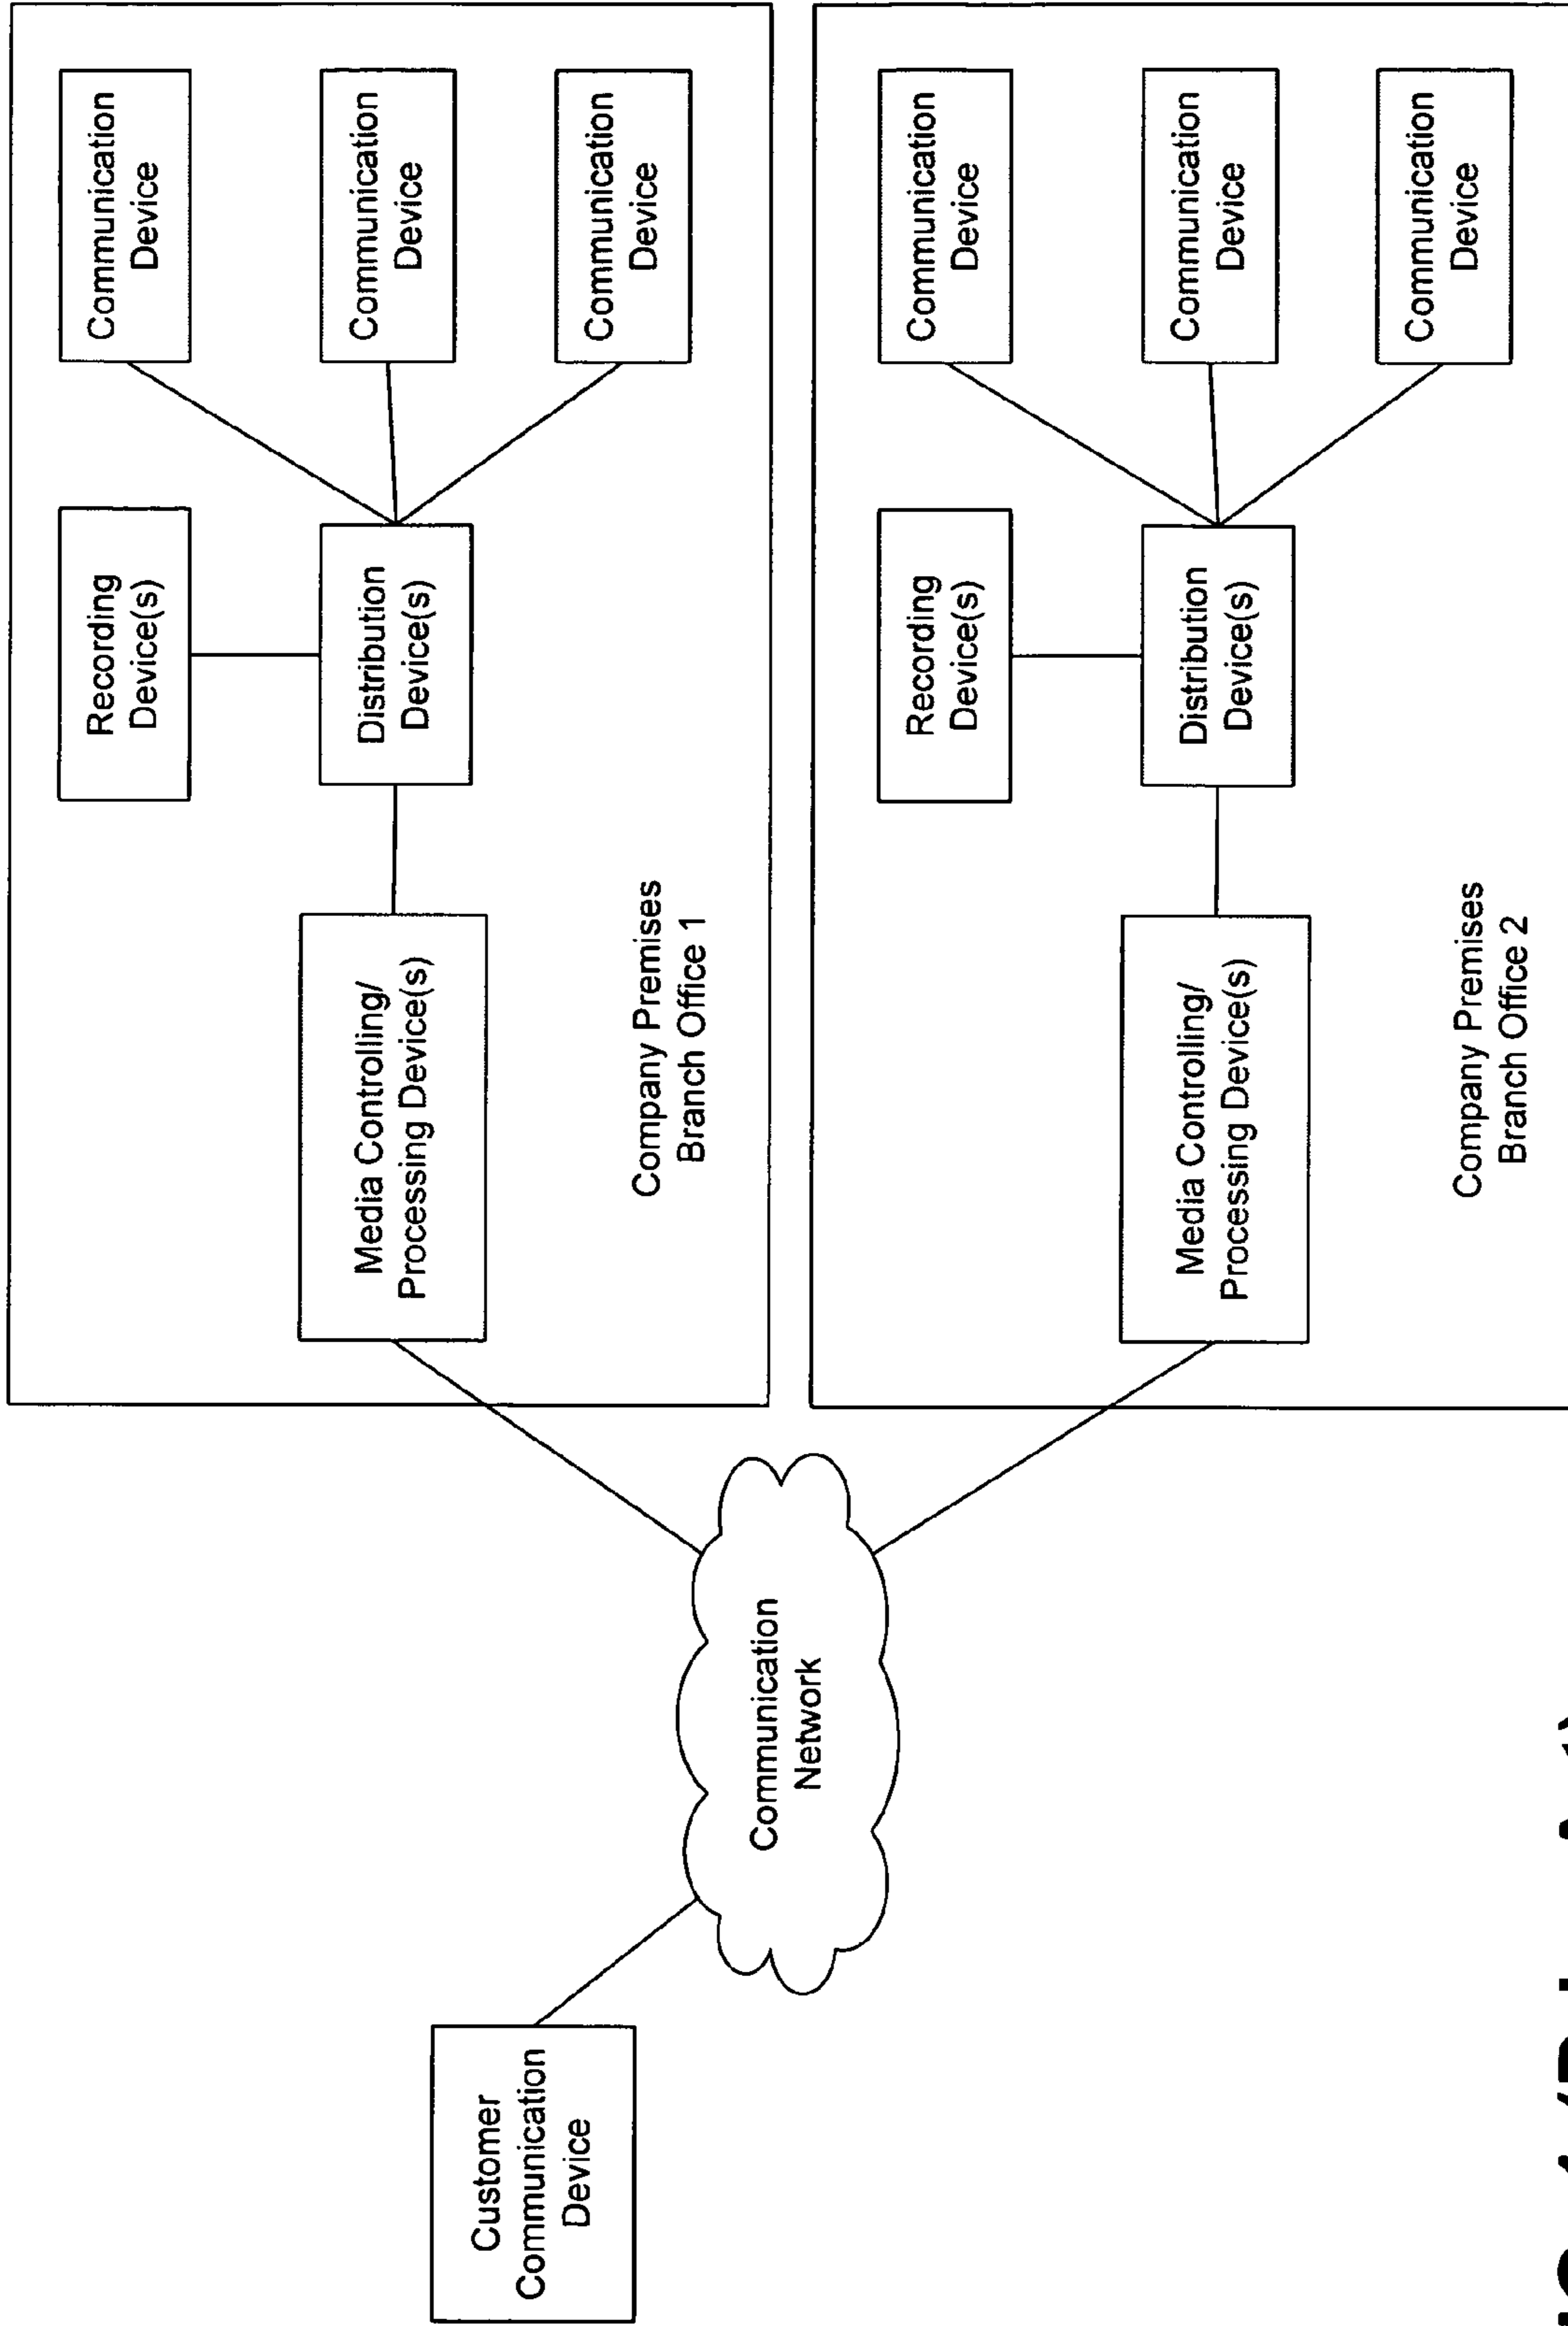 Customer
Communication
Device
Communication
Network
Media Controlling/
Processing Device(s)
Recording
Device(s)
Distribution
Device(s)
Communication
Device
Communication
Device
Communication
Device
Company Premises
Branch Office 1
Media Controlling/
Processing Device(s)
Recording
Device(s)
Distribution
Device(s)
Communication
Device
Communication
Device
Communication
Device
Company Premises
Branch Office 2